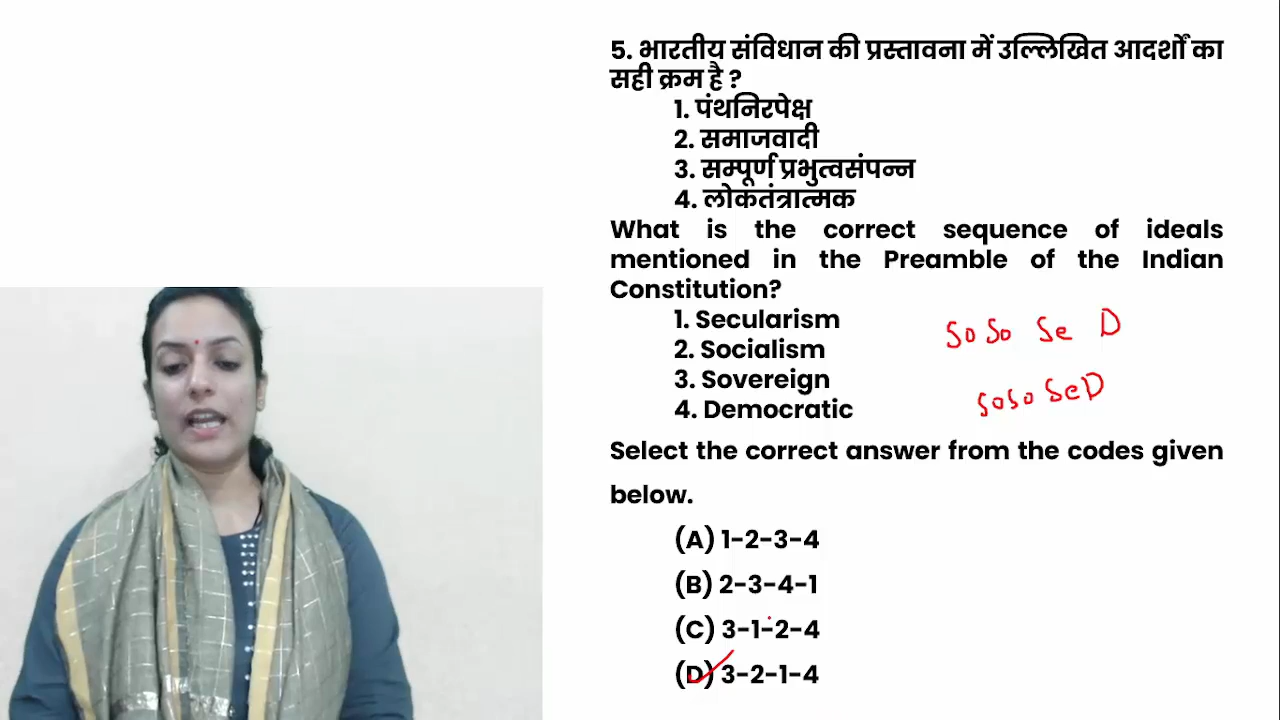 5. भारतीय संविधान की प्रस्तावना में उल्लिखित आदर्शों का
सही क्रम है ?
1. पंथनिरपेक्ष
2. समाजवादी
3. सम्पूर्ण प्रभुत्वसंपन्न
4. लोकतंत्रात्मक
What is the correct sequence of ideals
mentioned in the Preamble of the Indian
Constitution?
1. Secularism
2. Socialism
3. Sovereign
4. Democratic
So So Se D
SoSo SeD
Select the correct answer from the codes given
below.
(A) 1-2-3-4
(B) 2-3-4-1
(C) 3-1-2-4
(D) 3-2-1-4